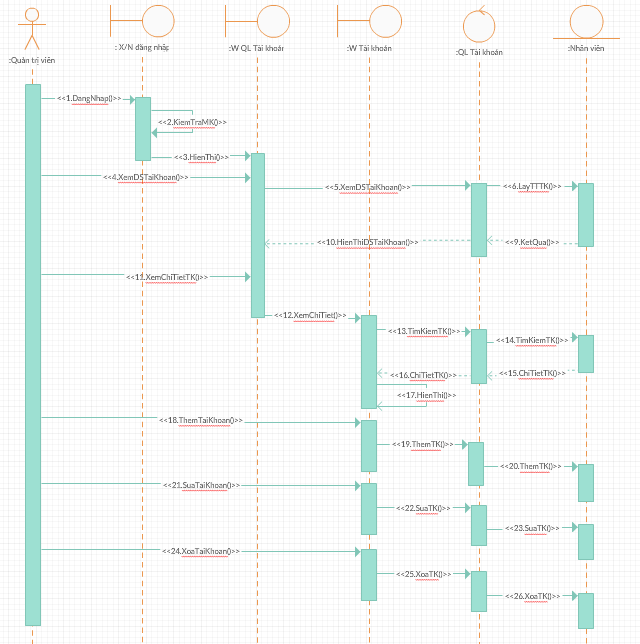 :Quản trị viên
: X/N đăng nhập
:W QL Tài khoản
:W Tài khoản
:QL Tài khoản
:Nhân viên
<<1.DangNhap()>>
<<2.KiemTraMK()>>
<<3.HienThi()>>
<<4.XemDSTaiKhoan()>>
<<5.XemDSTaiKhoan()>>
<<6.LayTTTK()>>
<<10.HienThiDSTaiKhoan()>>
<<9.KetQua()>>
<<11.XemChiTietTK()>>
<<12.XemChiTiet()>>
<<13.TimKiemTK()>>
<<14.TimKiemTK()>>
<<16.ChiTietTK()>>
<<15.ChiTietTK()>>
<<17.HienThi()>>
<<18.ThemTaiKhoan()>>
<<19.ThemTK()>>
<<20.ThemTK()>>
<<21.SuaTaiKhoan()>>
<<22.SuaTK()>>
<<23.SuaTK()>>
<<24.XoaTaiKhoan()>>
<<25.XoaTK()>>
<<26.XoaTK()>>